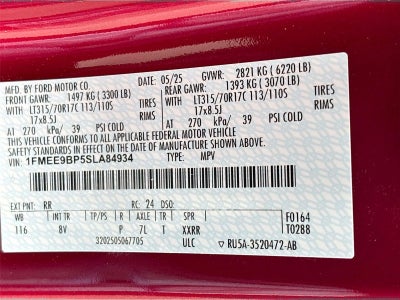 MFD. BY FORD MOTOR CO. 05/25 GVWR: 2821 KG (6220 LB)
FRONT GAWR: 1497 KG (3300 LB) REAR GAWR: 1393 KG (3070 LB)
LT315/70R17C 113/110S TIRES LT315/70R17C 113/110S TIRES
17x8.5J RIMS 17x8.5J RIMS
AT 270 kPa/ 39 PSI COLD AT 270 kPa/ 39 PSI COLD
THIS VEHICLE CONFORMS TO ALL APPLICABLE FEDERAL MOTOR VEHICLE
SAFETY AND THEFT PREVENTION STANDARDS IN EFFECT ON THE DATE OF MANUFACTURE SHOWN ABOVE.
VIN: 1FMEE9BP5SLA84934 TYPE: MPV
EXT PNT: RR RC: 24 DSO: F0164
WB INT TR TP/PS R AXLE TR SPR T0288
116 8V P 7L T XXRR
3202505067705 ULC ▼ RU5A-3520472-AB